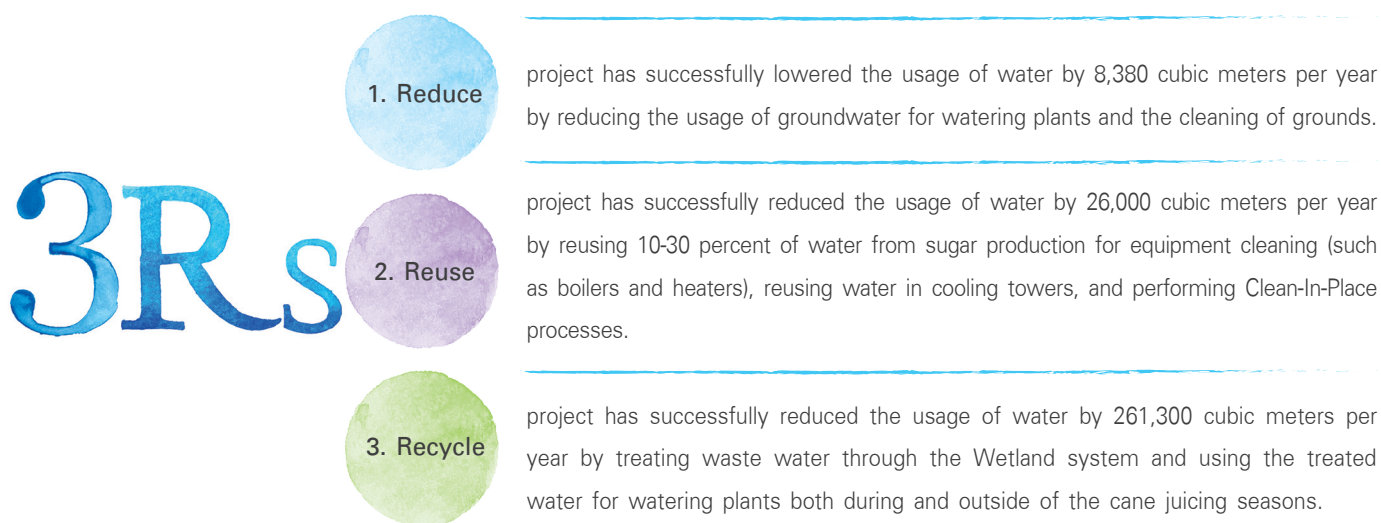 3Rs
1. Reduce
project has successfully lowered the usage of water by 8,380 cubic meters per year
by reducing the usage of groundwater for watering plants and the cleaning of grounds.
2. Reuse
project has successfully reduced the usage of water by 26,000 cubic meters per year
by reusing 10-30 percent of water from sugar production for equipment cleaning (such
as boilers and heaters), reusing water in cooling towers, and performing Clean-In-Place
processes.
3. Recycle
project has successfully reduced the usage of water by 261,300 cubic meters per
year by treating waste water through the Wetland system and using the treated
water for watering plants both during and outside of the cane juicing seasons.